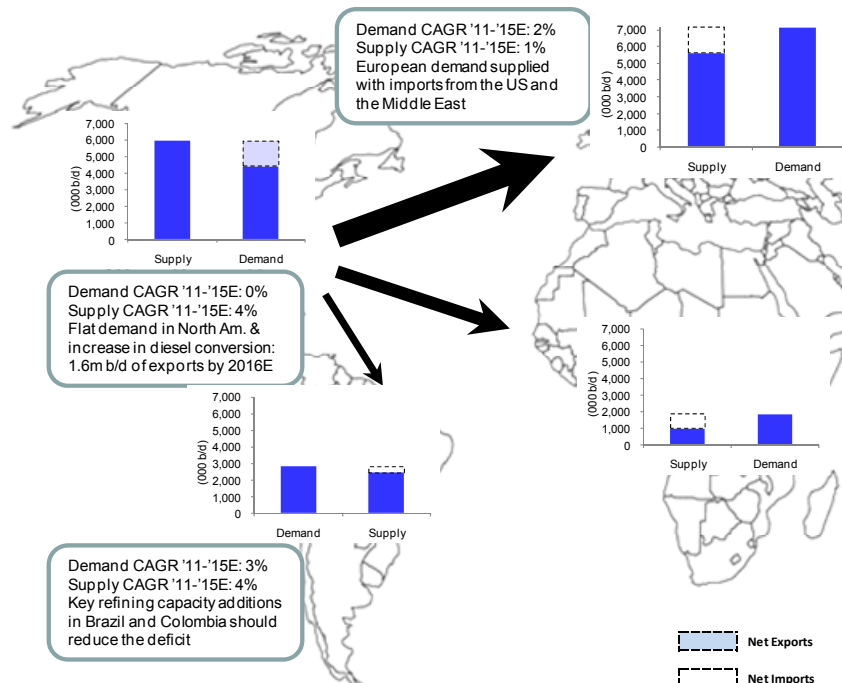 Demand CAGR '11-'15E: 2%
Supply CAGR '11-'15E: 1%
European demand supplied
with imports from the US and
the Middle East
(000 b/d)
7,000
6,000
5,000
4,000
3,000
2,000
1,000
0
Supply Demand
(000 b/d)
7,000
6,000
5,000
4,000
3,000
2,000
1,000
0
Supply Demand
Demand CAGR '11-'15E: 0%
Supply CAGR '11-'15E: 4%
Flat demand in North Am. &
increase in diesel conversion:
1.6m b/d of exports by 2016E
(000 b/d)
7,000
6,000
5,000
4,000
3,000
2,000
1,000
0
Supply Demand
(000 b/d)
7,000
6,000
5,000
4,000
3,000
2,000
1,000
0
Demand Supply
Demand CAGR '11-'15E: 3%
Supply CAGR '11-'15E: 4%
Key refining capacity additions
in Brazil and Colombia should
reduce the deficit
Net Exports
Net Imports